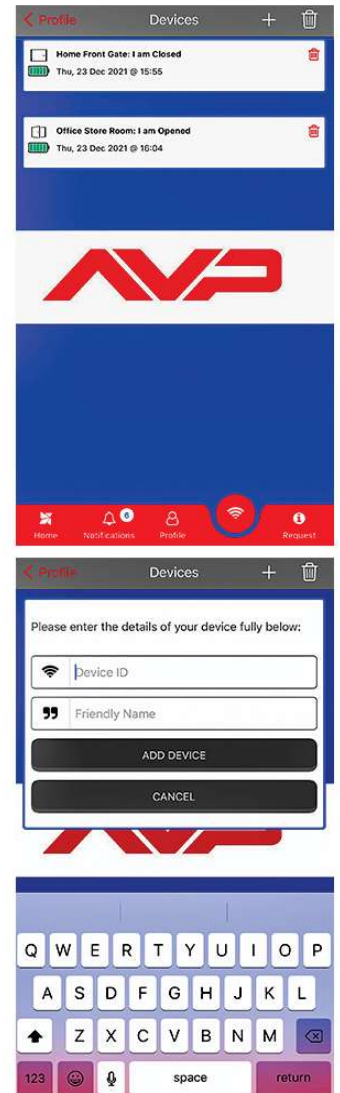 < Profile Devices +
Home Front Gate: I am Closed
Thu, 23 Dec 2021 @ 15:55
Office Store Room: I am Opened
Thu, 23 Dec 2021 @ 16:04
AVP
6
Home Notifications Profile Request
< Profile Devices +
Please enter the details of your device fully below:
Device ID
Friendly Name
ADD DEVICE
CANCEL
Q W E R T Y U I O P
A S D F G H J K L
Z X C V B N M
123 space return